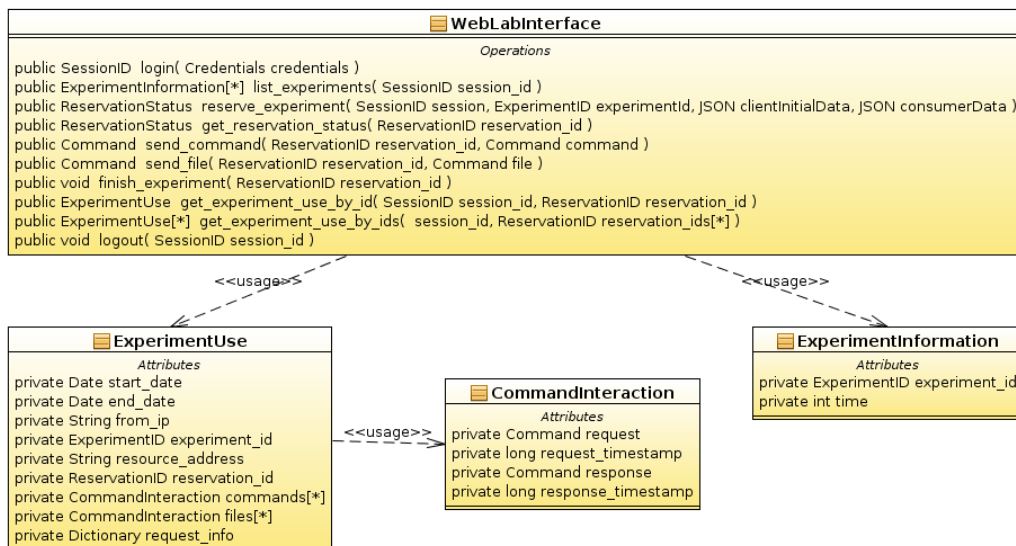 WebLabInterface
Operations
public SessionID login( Credentials credentials )
public ExperimentInformation[*] list_experiments( SessionID session_id )
public ReservationStatus reserve_experiment( SessionID session, ExperimentID experimentId, JSON clientInitialData, JSON consumerData )
public ReservationStatus get_reservation_status( ReservationID reservation_id )
public Command send_command( ReservationID reservation_id, Command command )
public Command send_file( ReservationID reservation_id, Command file )
public void finish_experiment( ReservationID reservation_id )
public ExperimentUse get_experiment_use_by_id( SessionID session_id, ReservationID reservation_id )
public ExperimentUse[*] get_experiment_use_by_ids( session_id, ReservationID reservation_ids[*] )
public void logout( SessionID session_id )
<<usage>>
<<usage>>
ExperimentUse
Attributes
private Date start_date
private Date end_date
private String from_ip
private ExperimentID experiment_id
private String resource_address
private ReservationID reservation_id
private CommandInteraction commands[*]
private CommandInteraction files[*]
private Dictionary request_info
<<usage>>
CommandInteraction
Attributes
private Command request
private long request_timestamp
private Command response
private long response_timestamp
ExperimentInformation
Attributes
private ExperimentID experiment_id
private int time